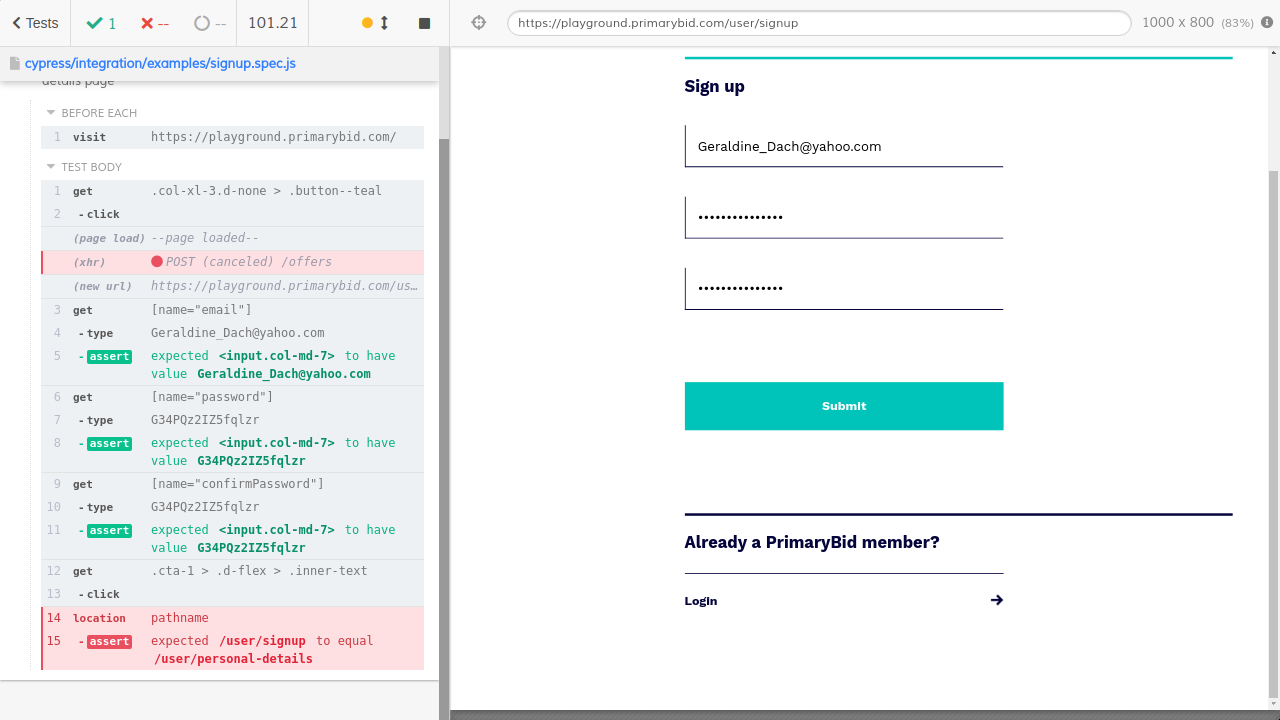 Tests 1 -- -- 101.21
https://playground.primarybid.com/user/signup 1000 x 800 (83%)
cypress/integration/examples/signup.spec.js
details page
BEFORE EACH
1 visit https://playground.primarybid.com/
TEST BODY
1 get .col-xl-3.d-none > .button--teal
2 - click
(page load) --page loaded--
(xhr) POST (canceled) /offers
(new url) https://playground.primarybid.com/us…
3 get [name="email"]
4 - type Geraldine_Dach@yahoo.com
5 - assert expected <input.col-md-7> to have
value Geraldine_Dach@yahoo.com
6 get [name="password"]
7 - type G34PQz2IZ5fqlzr
8 - assert expected <input.col-md-7> to have
value G34PQz2IZ5fqlzr
9 get [name="confirmPassword"]
10 - type G34PQz2IZ5fqlzr
11 - assert expected <input.col-md-7> to have
value G34PQz2IZ5fqlzr
12 get .cta-1 > .d-flex > .inner-text
13 - click
14 location pathname
15 - assert expected /user/signup to equal
/user/personal-details
Sign up
Geraldine_Dach@yahoo.com
•••••••••••••••
•••••••••••••••
Submit
Already a PrimaryBid member?
Login